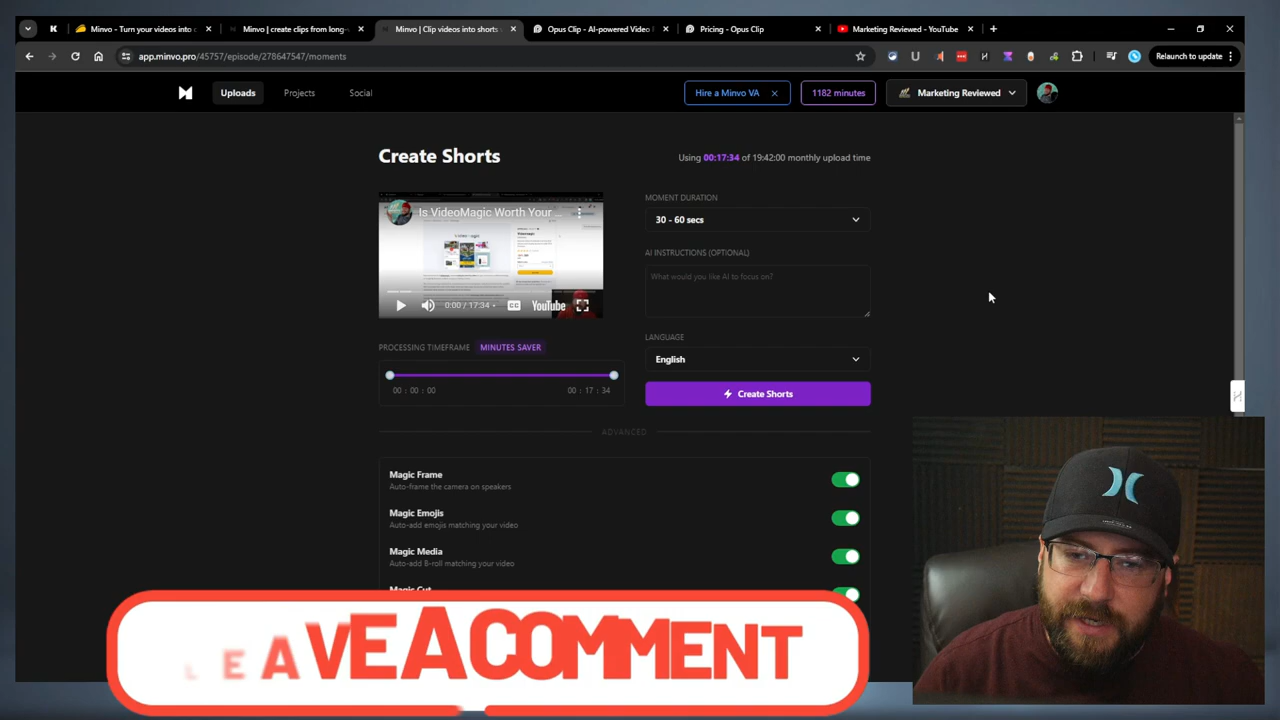 Minvo - Turn your videos into c
Minvo | create clips from long-
Minvo | Clip videos into shorts
Opus Clip - AI-powered Video
Pricing - Opus Clip
Marketing Reviewed - YouTube
app.minvo.pro/45757/episode/278647547/moments
Relaunch to update
Uploads
Projects
Social
Hire a Minvo VA
1182 minutes
Marketing Reviewed
Create Shorts
Using 00:17:34 of 19:42:00 monthly upload time
Is VideoMagic Worth Your ...
0:00 / 17:34
CC
YouTube
PROCESSING TIMEFRAME MINUTES SAVER
00 : 00 : 00
00 : 17 : 34
MOMENT DURATION
30 - 60 secs
AI INSTRUCTIONS (OPTIONAL)
What would you like AI to focus on?
LANGUAGE
English
Create Shorts
ADVANCED
Magic Frame
Auto-frame the camera on speakers
Magic Emojis
Auto-add emojis matching your video
Magic Media
Auto-add B-roll matching your video
Magic Cut
LEAVE A COMMENT